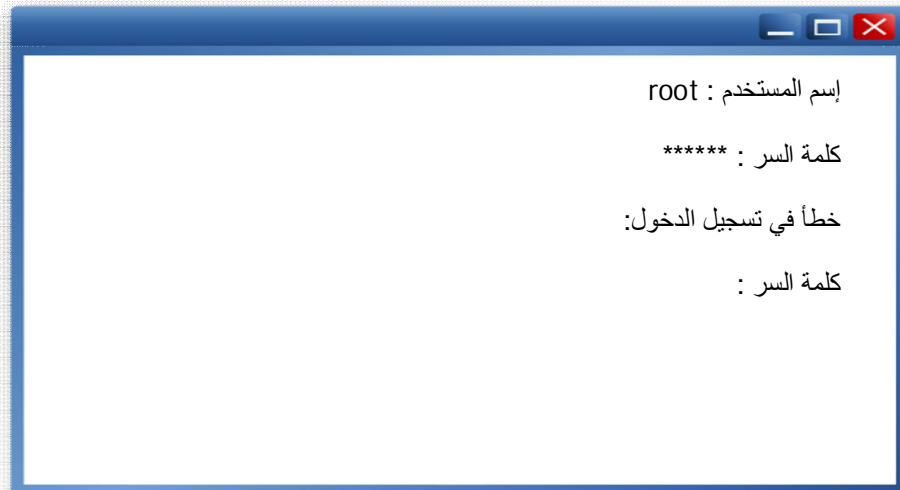 إسم المستخدم : root
كلمة السر : ******
خطأ في تسجيل الدخول:
كلمة السر :